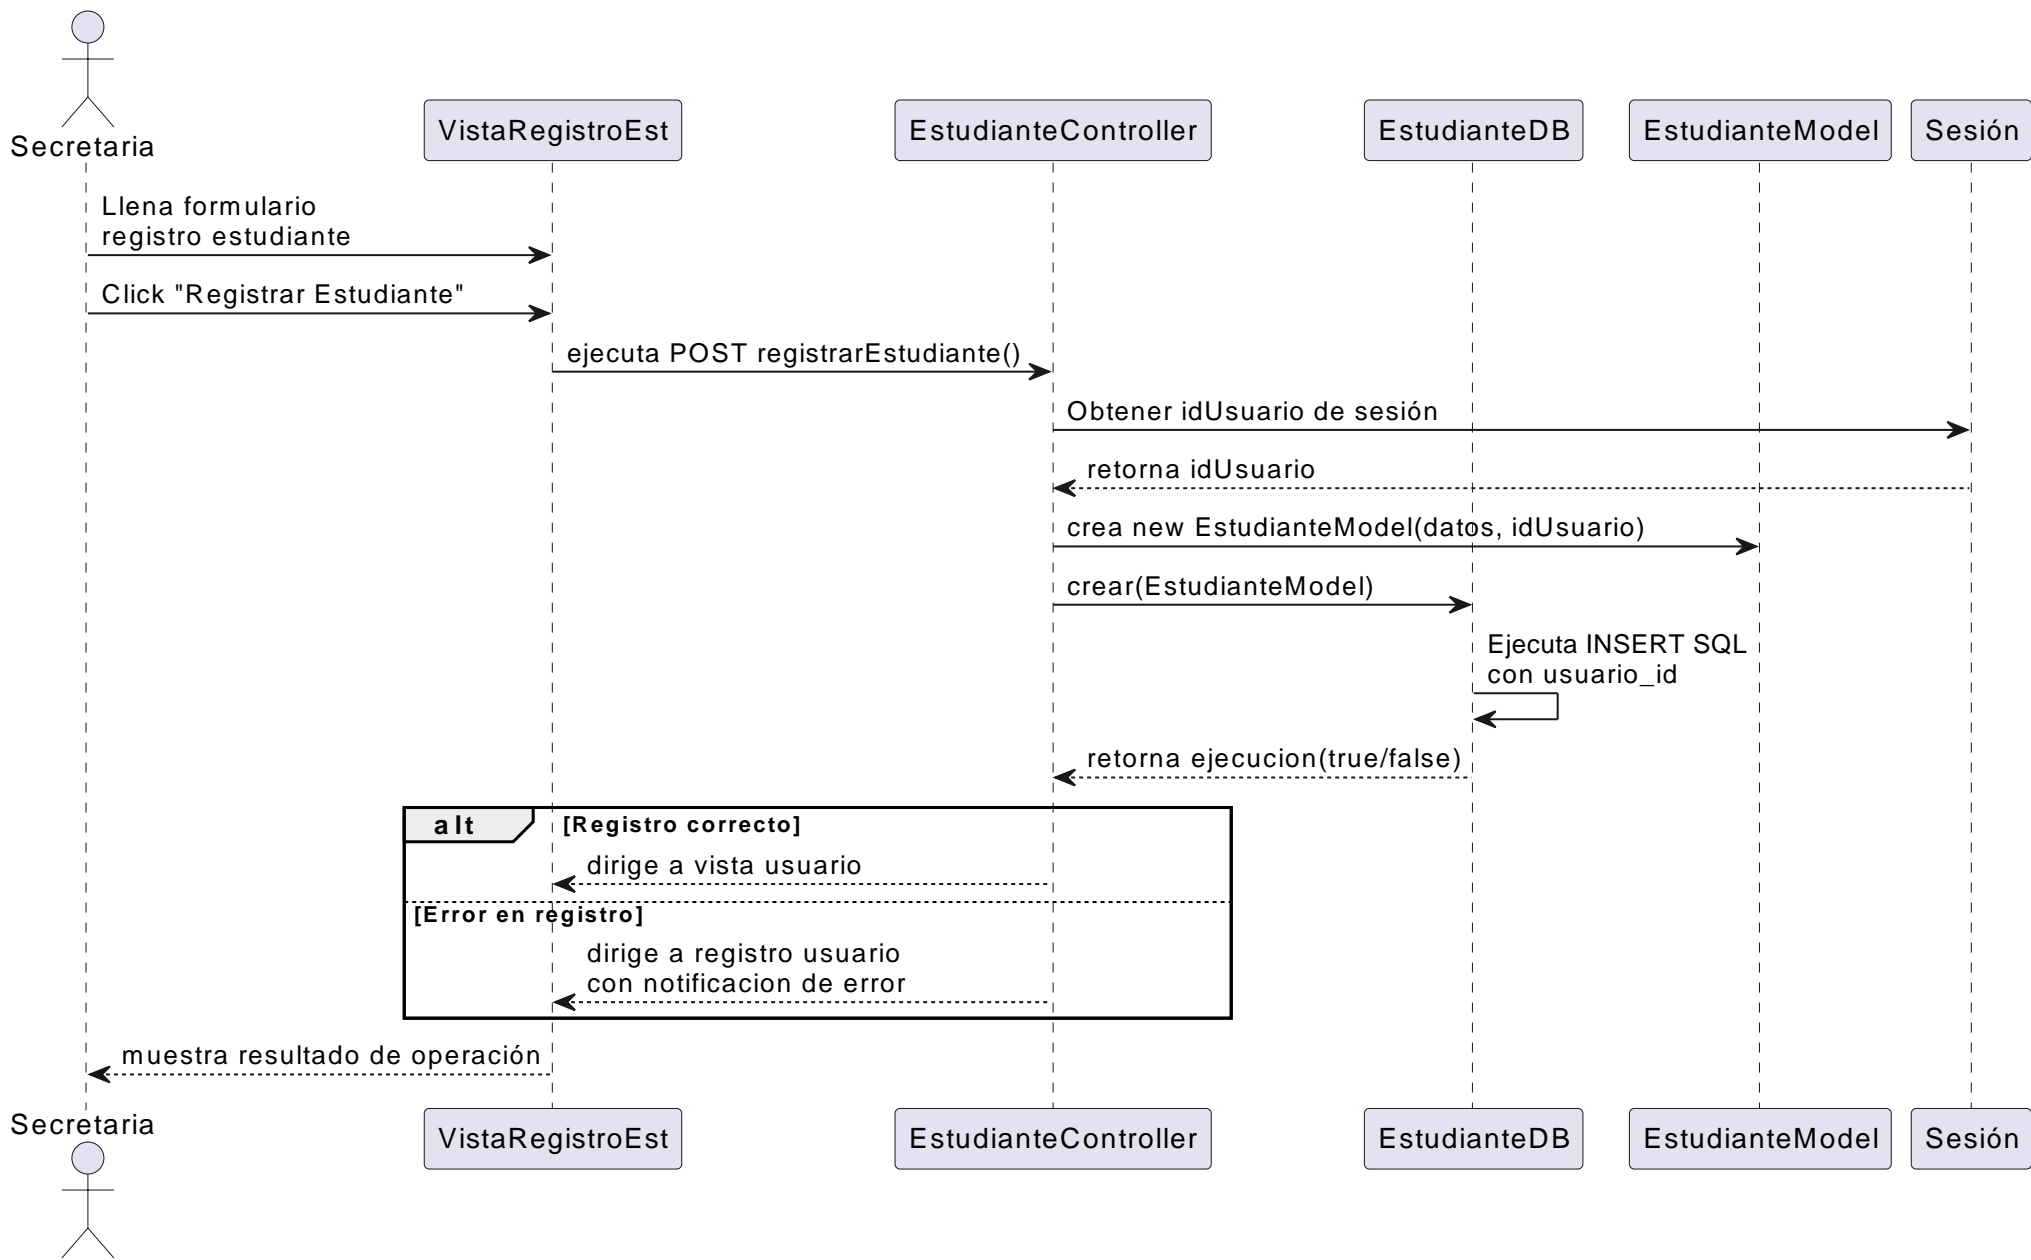 Secretaria
VistaRegistroEst
EstudianteController
EstudianteDB
EstudianteModel
Sesión
Llena formulario
registro estudiante
Click "Registrar Estudiante"
ejecuta POST registrarEstudiante()
Obtener idUsuario de sesión
retorna idUsuario
crea new EstudianteModel(datos, idUsuario)
crear(EstudianteModel)
Ejecuta INSERT SQL
con usuario_id
retorna ejecucion(true/false)
alt
[Registro correcto]
dirige a vista usuario
[Error en registro]
dirige a registro usuario
con notificacion de error
muestra resultado de operación
Secretaria
VistaRegistroEst
EstudianteController
EstudianteDB
EstudianteModel
Sesión